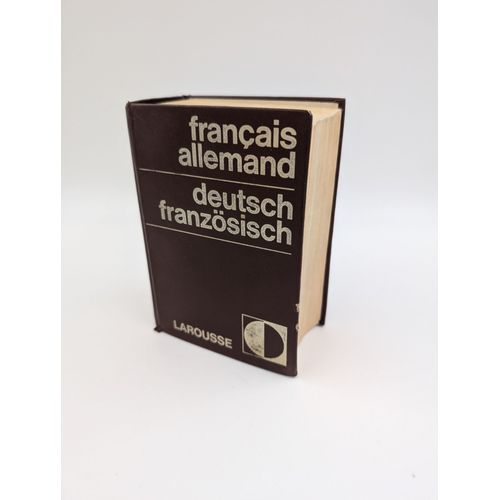 français
allemand
deutsch
französisch
LAROUSSE